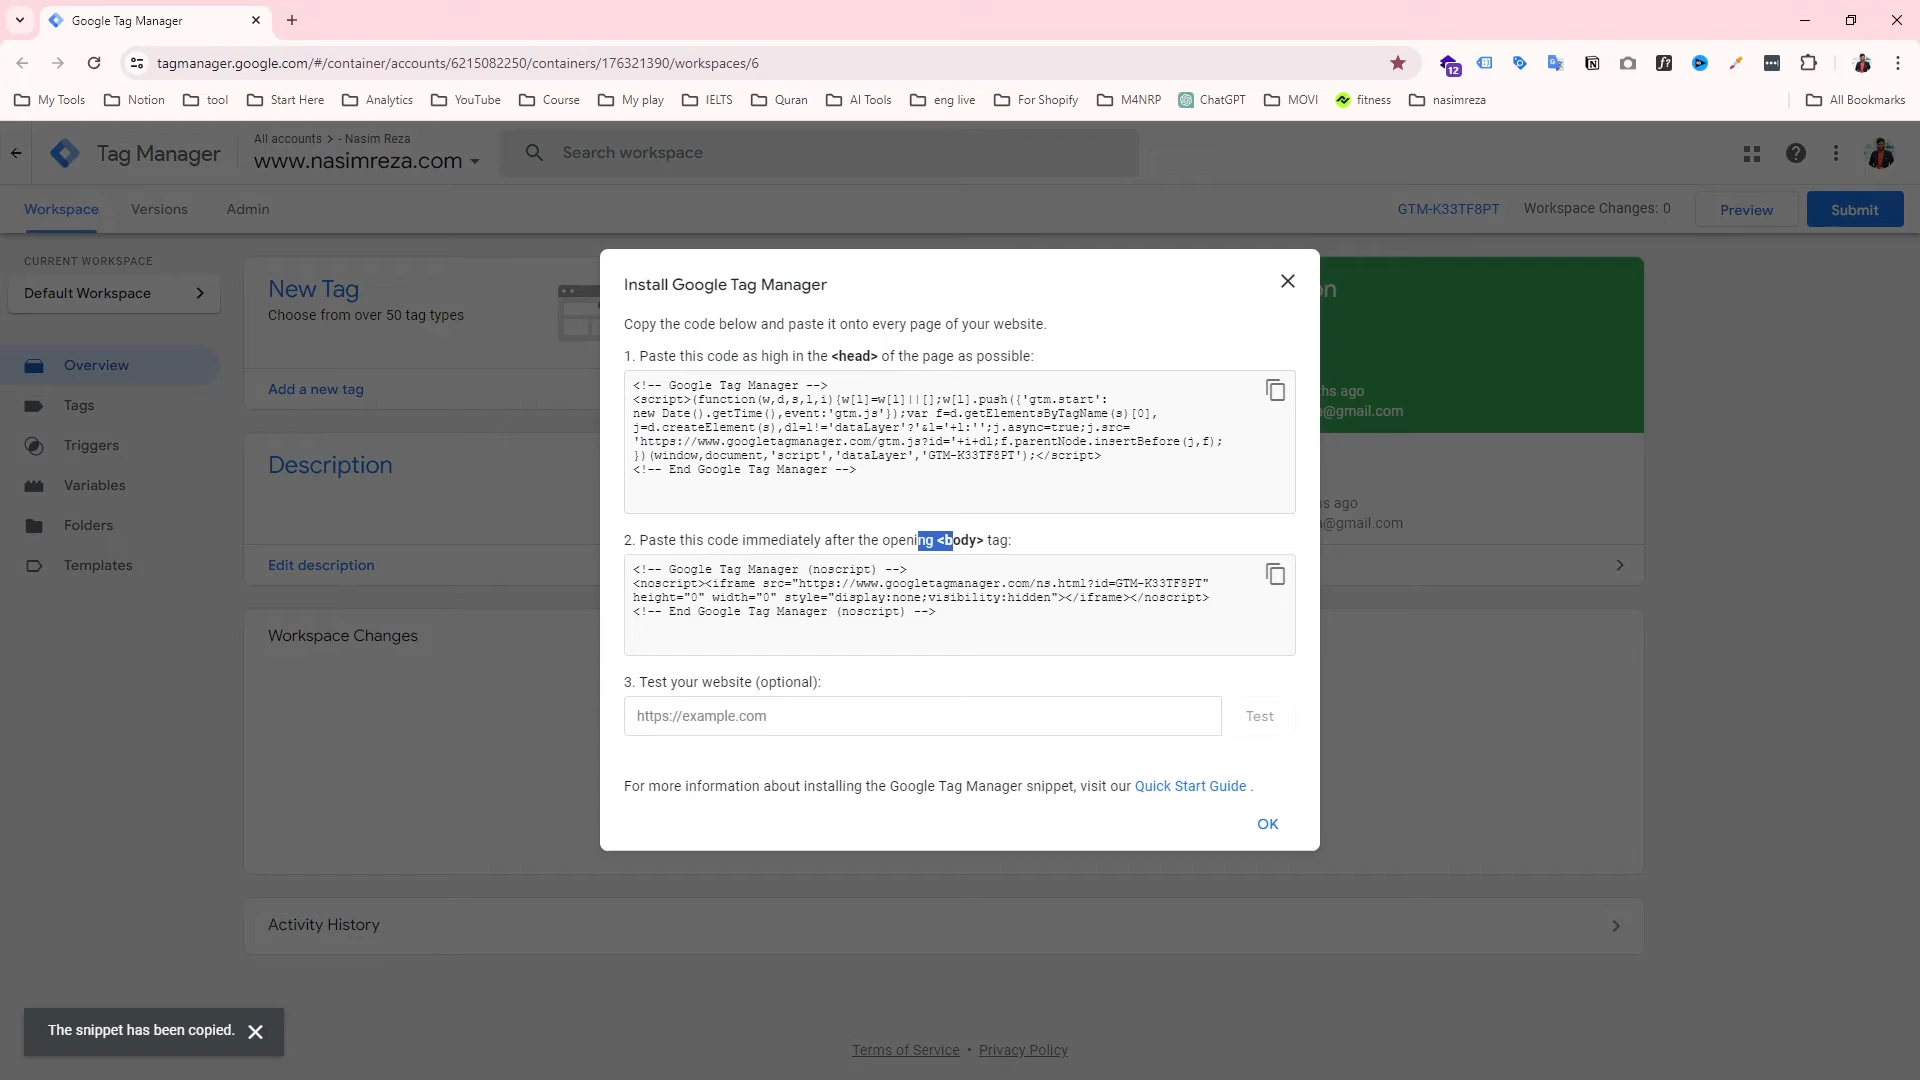 Google Tag Manager
tagmanager.google.com/#/container/accounts/6215082250/containers/176321390/workspaces/6
12
f?
My Tools
Notion
tool
Start Here
Analytics
YouTube
Course
My play
IELTS
Quran
AI Tools
eng live
For Shopify
M4NRP
ChatGPT
MOVI
fitness
nasimreza
All Bookmarks
Tag Manager
All accounts > - Nasim Reza
www.nasimreza.com
Search workspace
Workspace
Versions
Admin
GTM-K33TF8PT
Workspace Changes: 0
Preview
Submit
CURRENT WORKSPACE
Default Workspace
Overview
Tags
Triggers
Variables
Folders
Templates
New Tag
Choose from over 50 tag types
Add a new tag
Description
Edit description
Workspace Changes
Activity History
on
ths ago
@gmail.com
hs ago
@gmail.com
Install Google Tag Manager
Copy the code below and paste it onto every page of your website.
1. Paste this code as high in the <head> of the page as possible:
<!-- Google Tag Manager -->
<script>(function(w,d,s,l,i){w[l]=w[l]||[];w[l].push({'gtm.start':
new Date().getTime(),event:'gtm.js'});var f=d.getElementsByTagName(s)[0],
j=d.createElement(s),dl=l!='dataLayer'?'&l='+l:'';j.async=true;j.src=
'https://www.googletagmanager.com/gtm.js?id='+i+dl;f.parentNode.insertBefore(j,f);
})(window,document,'script','dataLayer','GTM-K33TF8PT');</script>
<!-- End Google Tag Manager -->
2. Paste this code immediately after the opening <body> tag:
<!-- Google Tag Manager (noscript) -->
<noscript><iframe src="https://www.googletagmanager.com/ns.html?id=GTM-K33TF8PT"
height="0" width="0" style="display:none;visibility:hidden"></iframe></noscript>
<!-- End Google Tag Manager (noscript) -->
3. Test your website (optional):
https://example.com
Test
For more information about installing the Google Tag Manager snippet, visit our Quick Start Guide .
OK
The snippet has been copied.
Terms of Service • Privacy Policy